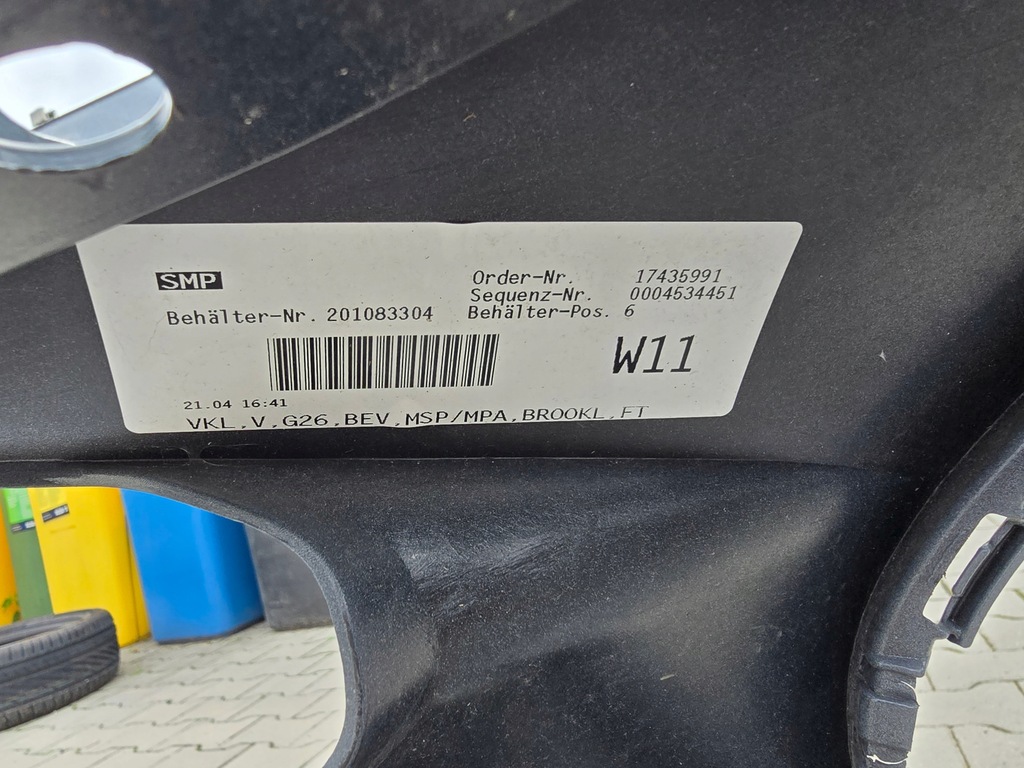 SMP
Order-Nr. 17435991
Sequenz-Nr. 0004534451
Behälter-Nr. 201083304 Behälter-Pos. 6
W11
21.04 16:41
VKL,V,G26,BEV,MSP/MPA,BROOKL,FT